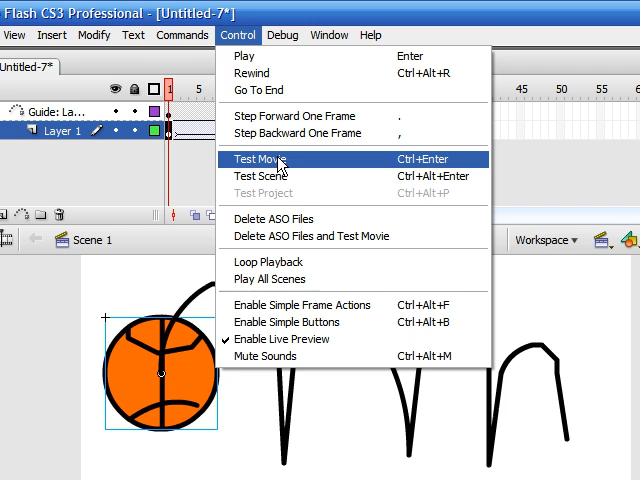 Flash CS3 Professional - [Untitled-7*]
View Insert Modify Text Commands Control Debug Window Help
Untitled-7*
1 5 45 50 55 60
Guide: La...
Layer 1
Scene 1
Workspace
Play Enter
Rewind Ctrl+Alt+R
Go To End
Step Forward One Frame .
Step Backward One Frame ,
Test Movie Ctrl+Enter
Test Scene Ctrl+Alt+Enter
Test Project Ctrl+Alt+P
Delete ASO Files
Delete ASO Files and Test Movie
Loop Playback
Play All Scenes
Enable Simple Frame Actions Ctrl+Alt+F
Enable Simple Buttons Ctrl+Alt+B
Enable Live Preview
Mute Sounds Ctrl+Alt+M